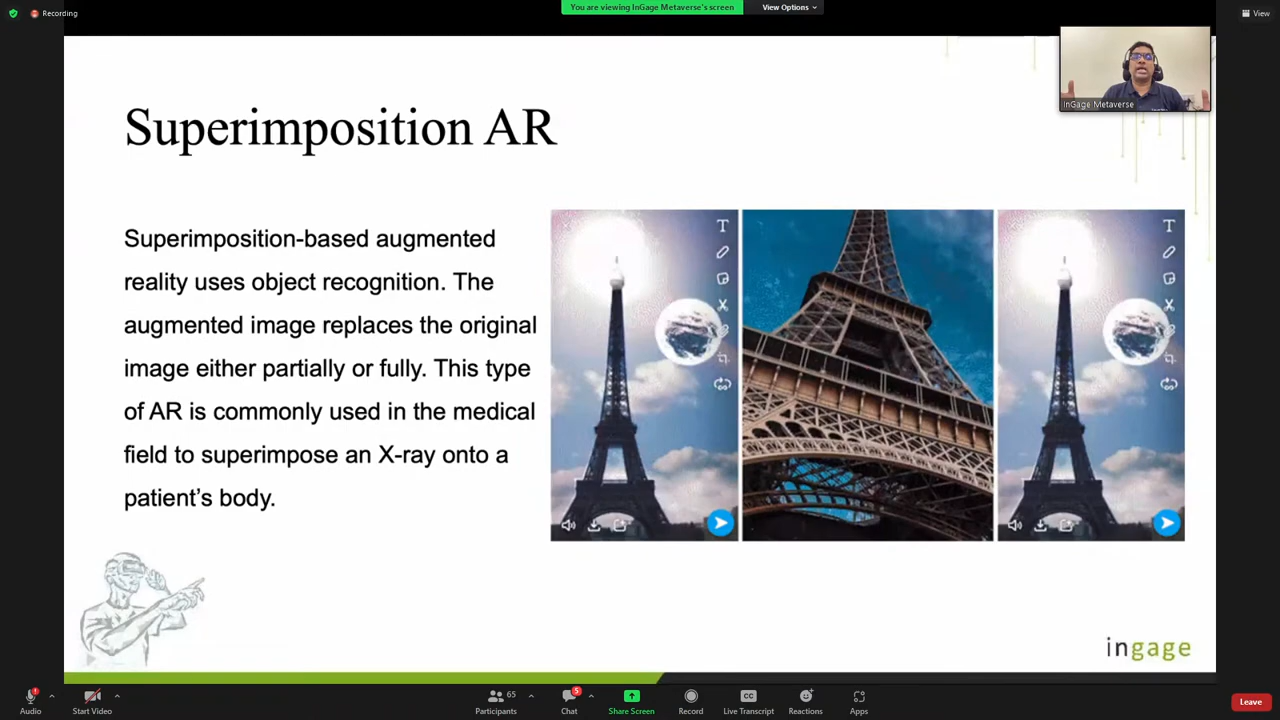 Recording
You are viewing InGage Metaverse's screen
View Options
View
InGage Metaverse
Superimposition AR
Superimposition-based augmented
reality uses object recognition. The
augmented image replaces the original
image either partially or fully. This type
of AR is commonly used in the medical
field to superimpose an X-ray onto a
patient’s body.
T
T
ingage
Audio
Start Video
65
Participants
5
Chat
Share Screen
Record
CC
Live Transcript
Reactions
Apps
Leave